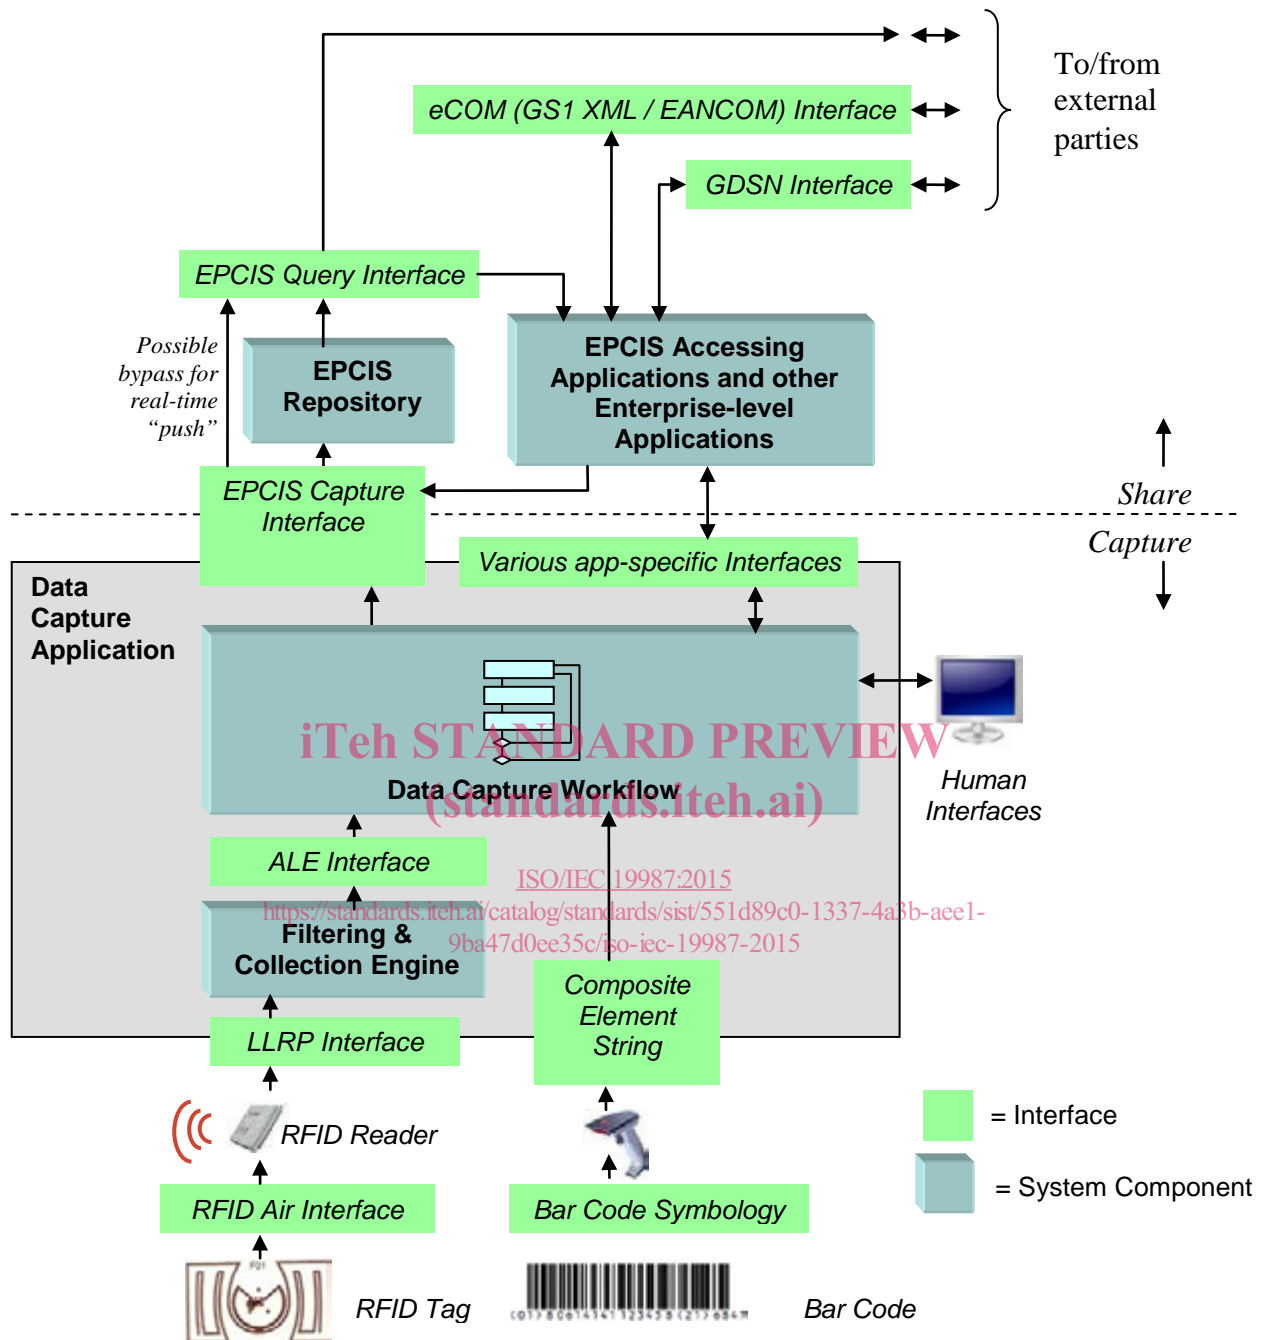 To/from
external
parties
eCOM (GS1 XML / EANCOM) Interface
GDSN Interface
EPCIS Query Interface
Possible
bypass for
real-time
“push”
EPCIS
Repository
EPCIS Accessing
Applications and other
Enterprise-level
Applications
EPCIS Capture
Interface
Share
Capture
Various app-specific Interfaces
Data
Capture
Application
iTeh STANDARD PREVIEW
Data Capture Workflow
(standards.iteh.ai)
Human
Interfaces
ALE Interface
ISO/IEC 19987:2015
https://standards.iteh.ai/catalog/standards/sist/551d89c0-1337-4a3b-aee1-
9ba47d0ee35c/iso-iec-19987-2015
Filtering &
Collection Engine
Composite
Element
String
LLRP Interface
RFID Reader
= Interface
= System Component
RFID Air Interface
Bar Code Symbology
RFID Tag
Bar Code